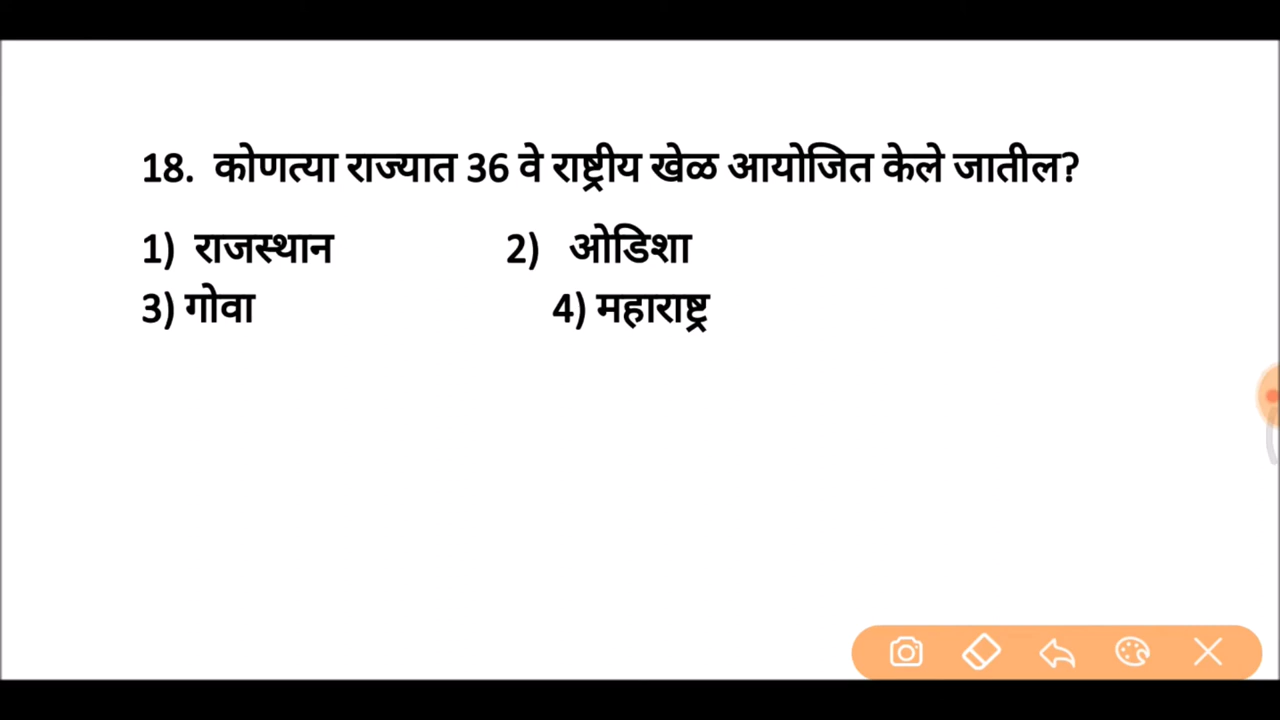 18. कोणत्या राज्यात 36 वे राष्ट्रीय खेळ आयोजित केले जातील?
1) राजस्थान 2) ओडिशा
3) गोवा 4) महाराष्ट्र